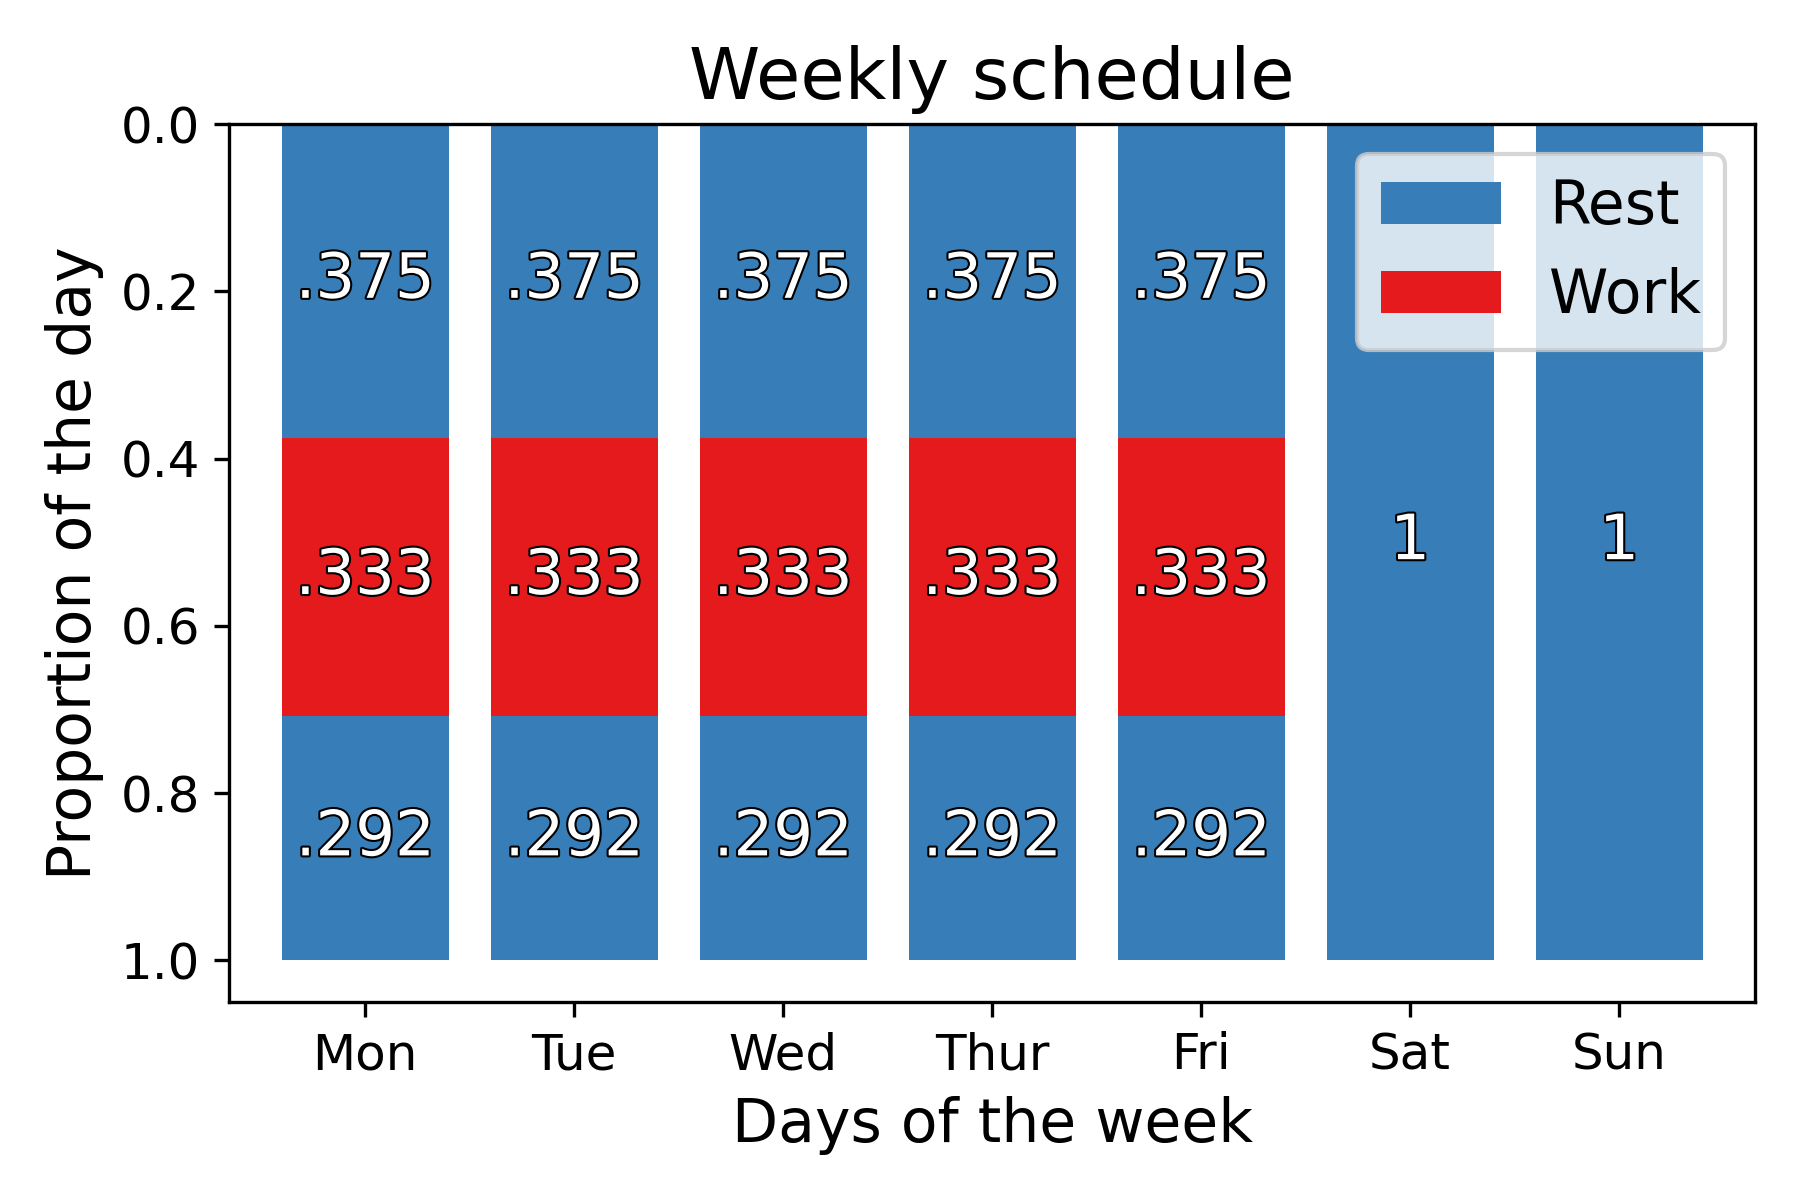 Weekly schedule
Proportion of the day
0.0
0.2
0.4
0.6
0.8
1.0
Rest
Work
.375 .375 .375 .375 .375
.333 .333 .333 .333 .333 1 1
.292 .292 .292 .292 .292
Mon Tue Wed Thur Fri Sat Sun
Days of the week